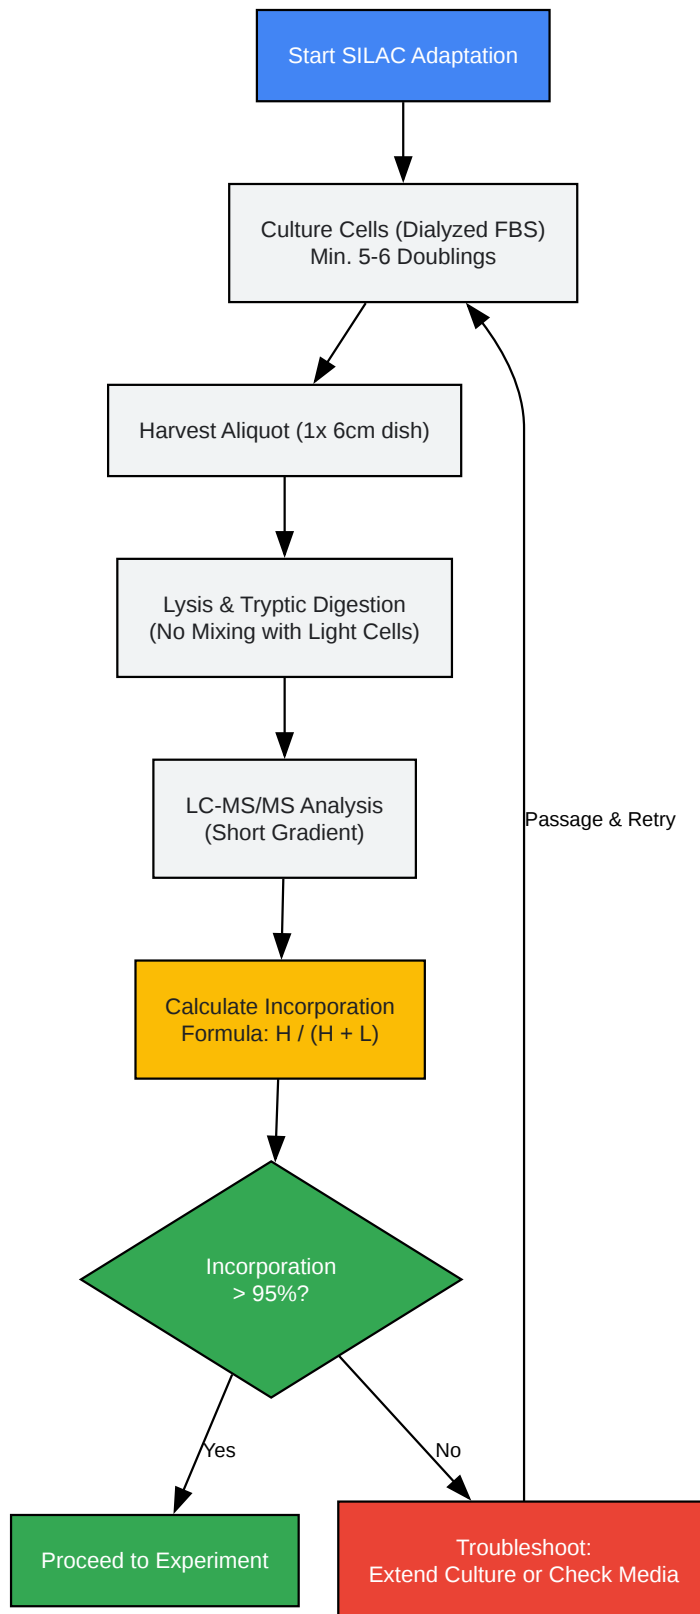 Start SILAC Adaptation
Culture Cells (Dialyzed FBS)
Min. 5-6 Doublings
Harvest Aliquot (1x 6cm dish)
Lysis & Tryptic Digestion
(No Mixing with Light Cells)
LC-MS/MS Analysis
(Short Gradient)
Passage & Retry
Calculate Incorporation
Formula: H / (H + L)
Incorporation
> 95%?
Yes
No
Proceed to Experiment
Troubleshoot:
Extend Culture or Check Media